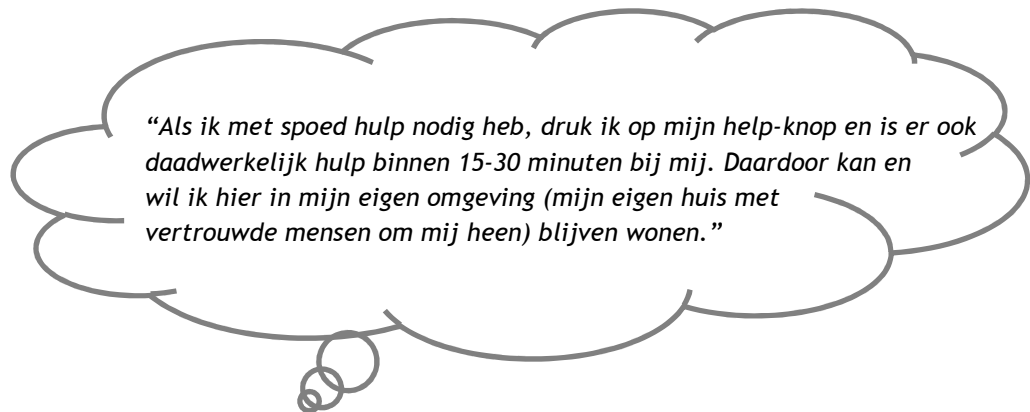 “Als ik met spoed hulp nodig heb, druk ik op mijn help-knop en is er ook
daadwerkelijk hulp binnen 15-30 minuten bij mij. Daardoor kan en
wil ik hier in mijn eigen omgeving (mijn eigen huis met
vertrouwde mensen om mij heen) blijven wonen.”